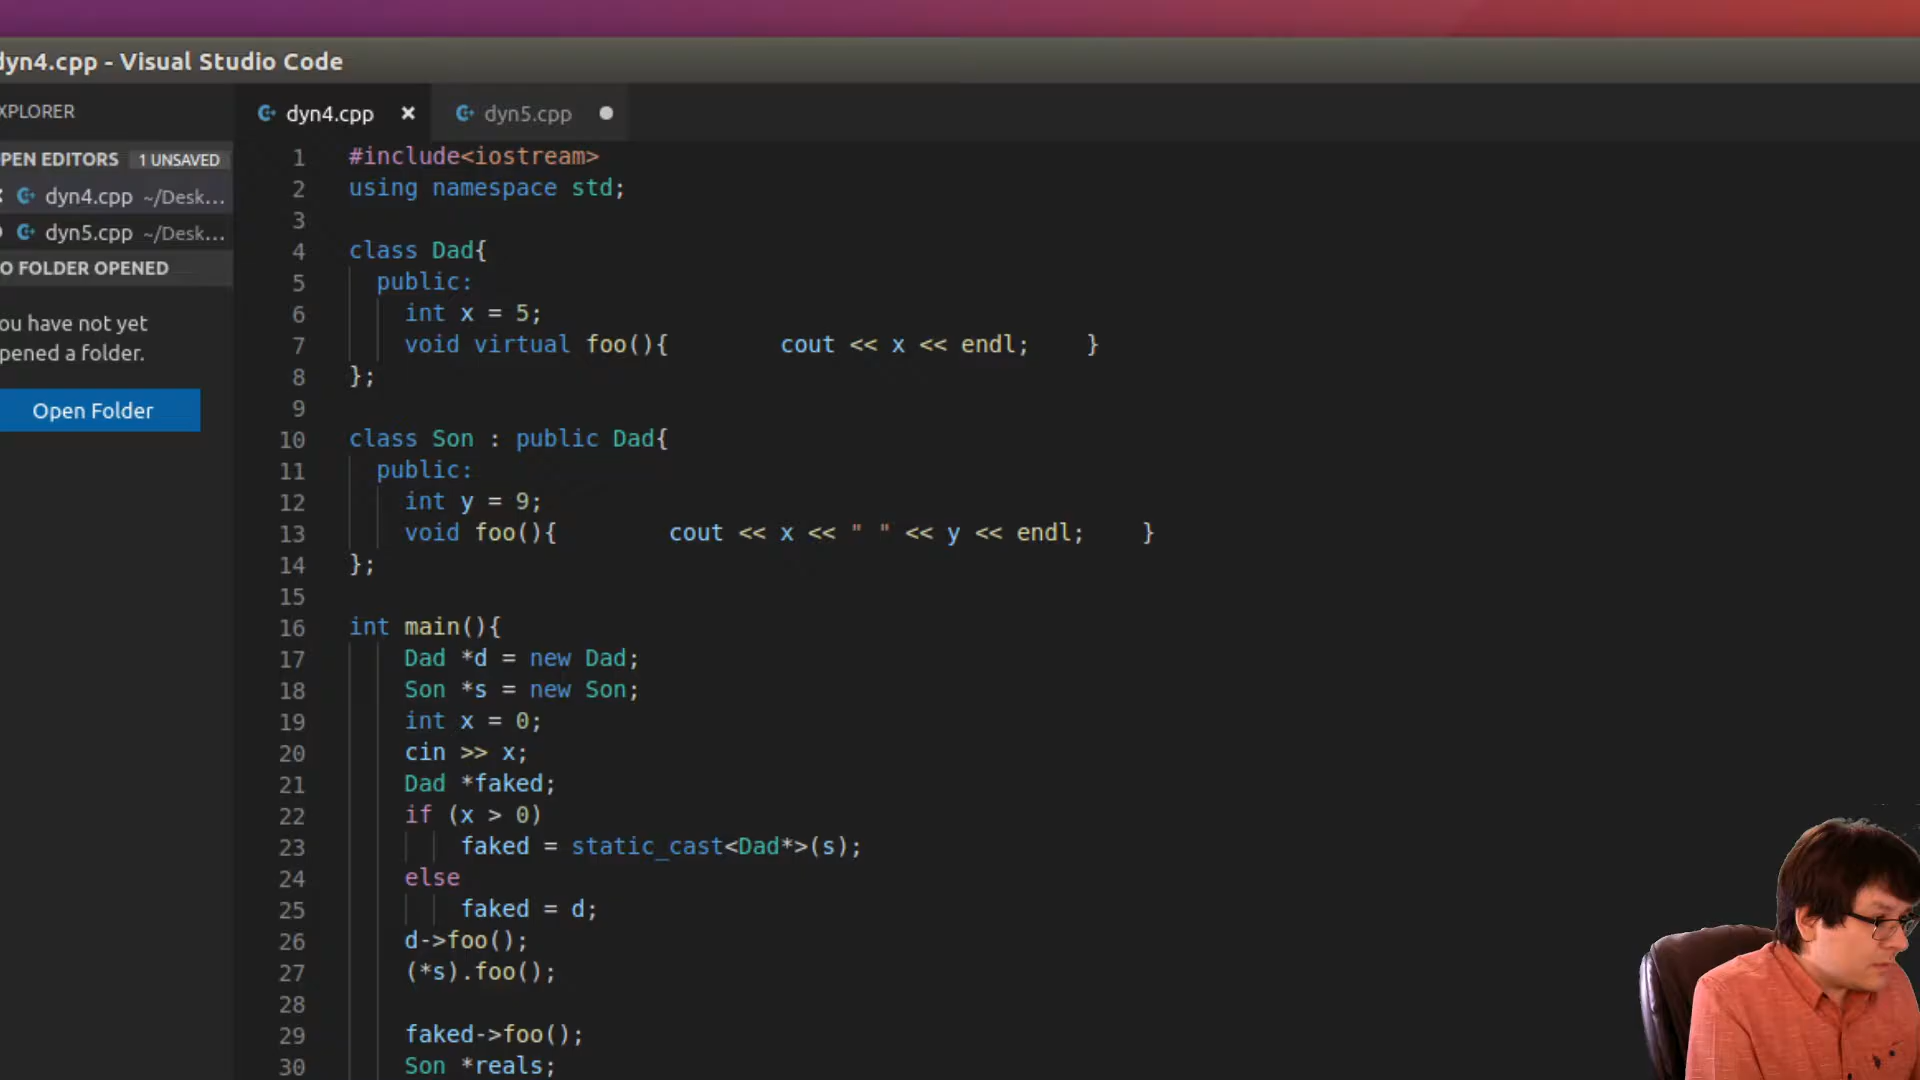 dyn4.cpp - Visual Studio Code
XPLORER
dyn4.cpp
dyn5.cpp
PEN EDITORS 1 UNSAVED
dyn4.cpp ~/Desk...
dyn5.cpp ~/Desk...
O FOLDER OPENED
ou have not yet
pened a folder.
Open Folder
1 #include<iostream>
2 using namespace std;
3
4 class Dad{
5 public:
6 int x = 5;
7 void virtual foo(){ cout << x << endl; }
8 };
9
10 class Son : public Dad{
11 public:
12 int y = 9;
13 void foo(){ cout << x << " " << y << endl; }
14 };
15
16 int main(){
17 Dad *d = new Dad;
18 Son *s = new Son;
19 int x = 0;
20 cin >> x;
21 Dad *faked;
22 if (x > 0)
23 faked = static_cast<Dad*>(s);
24 else
25 faked = d;
26 d->foo();
27 (*s).foo();
28
29 faked->foo();
30 Son *reals;